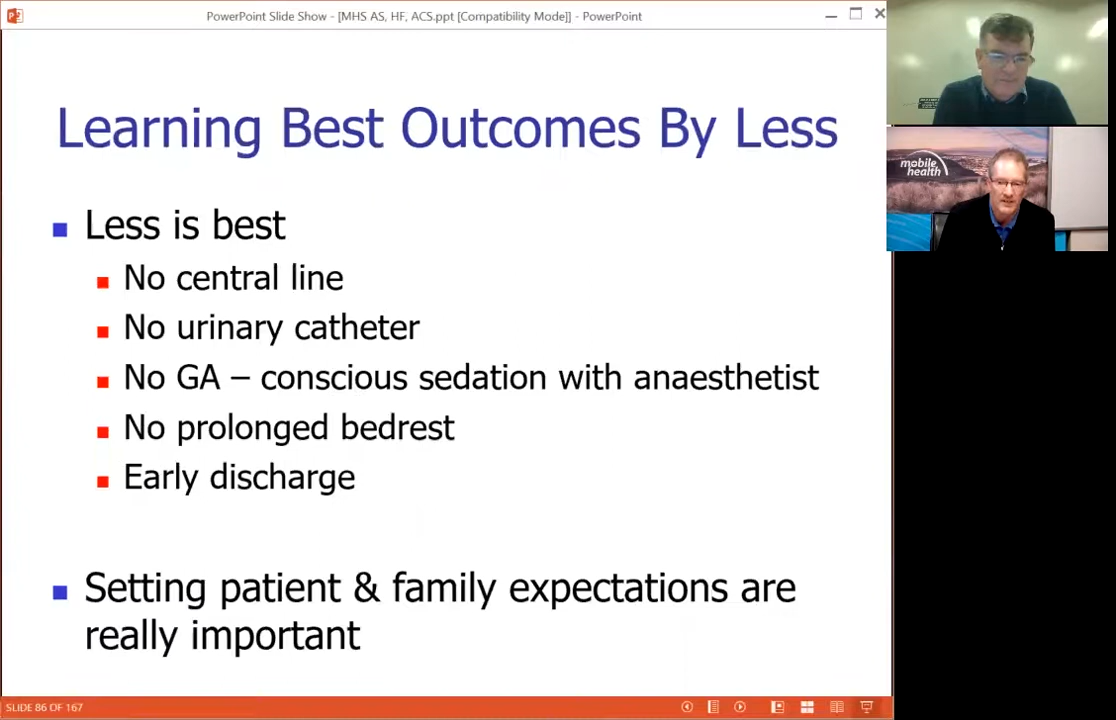 PowerPoint Slide Show - [MHS AS, HF, ACS.ppt [Compatibility Mode]] - PowerPoint
Learning Best Outcomes By Less
Less is best
No central line
No urinary catheter
No GA – conscious sedation with anaesthetist
No prolonged bedrest
Early discharge
Setting patient & family expectations are
really important
mobile
health
SLIDE 86 OF 167